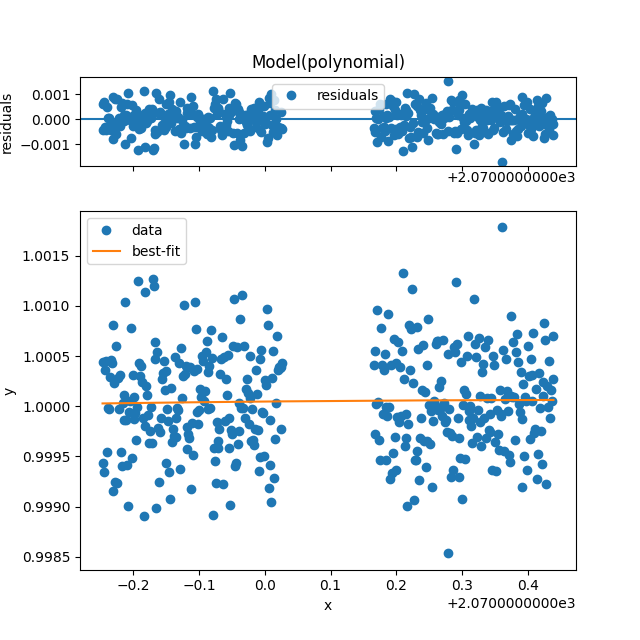 Model(polynomial)
0.001
0.000
−0.001
residuals
residuals
+2.0700000000e3
1.0015
1.0010
1.0005
1.0000
0.9995
0.9990
0.9985
y
data
best-fit
−0.2 −0.1 0.0 0.1 0.2 0.3 0.4
x
+2.0700000000e3